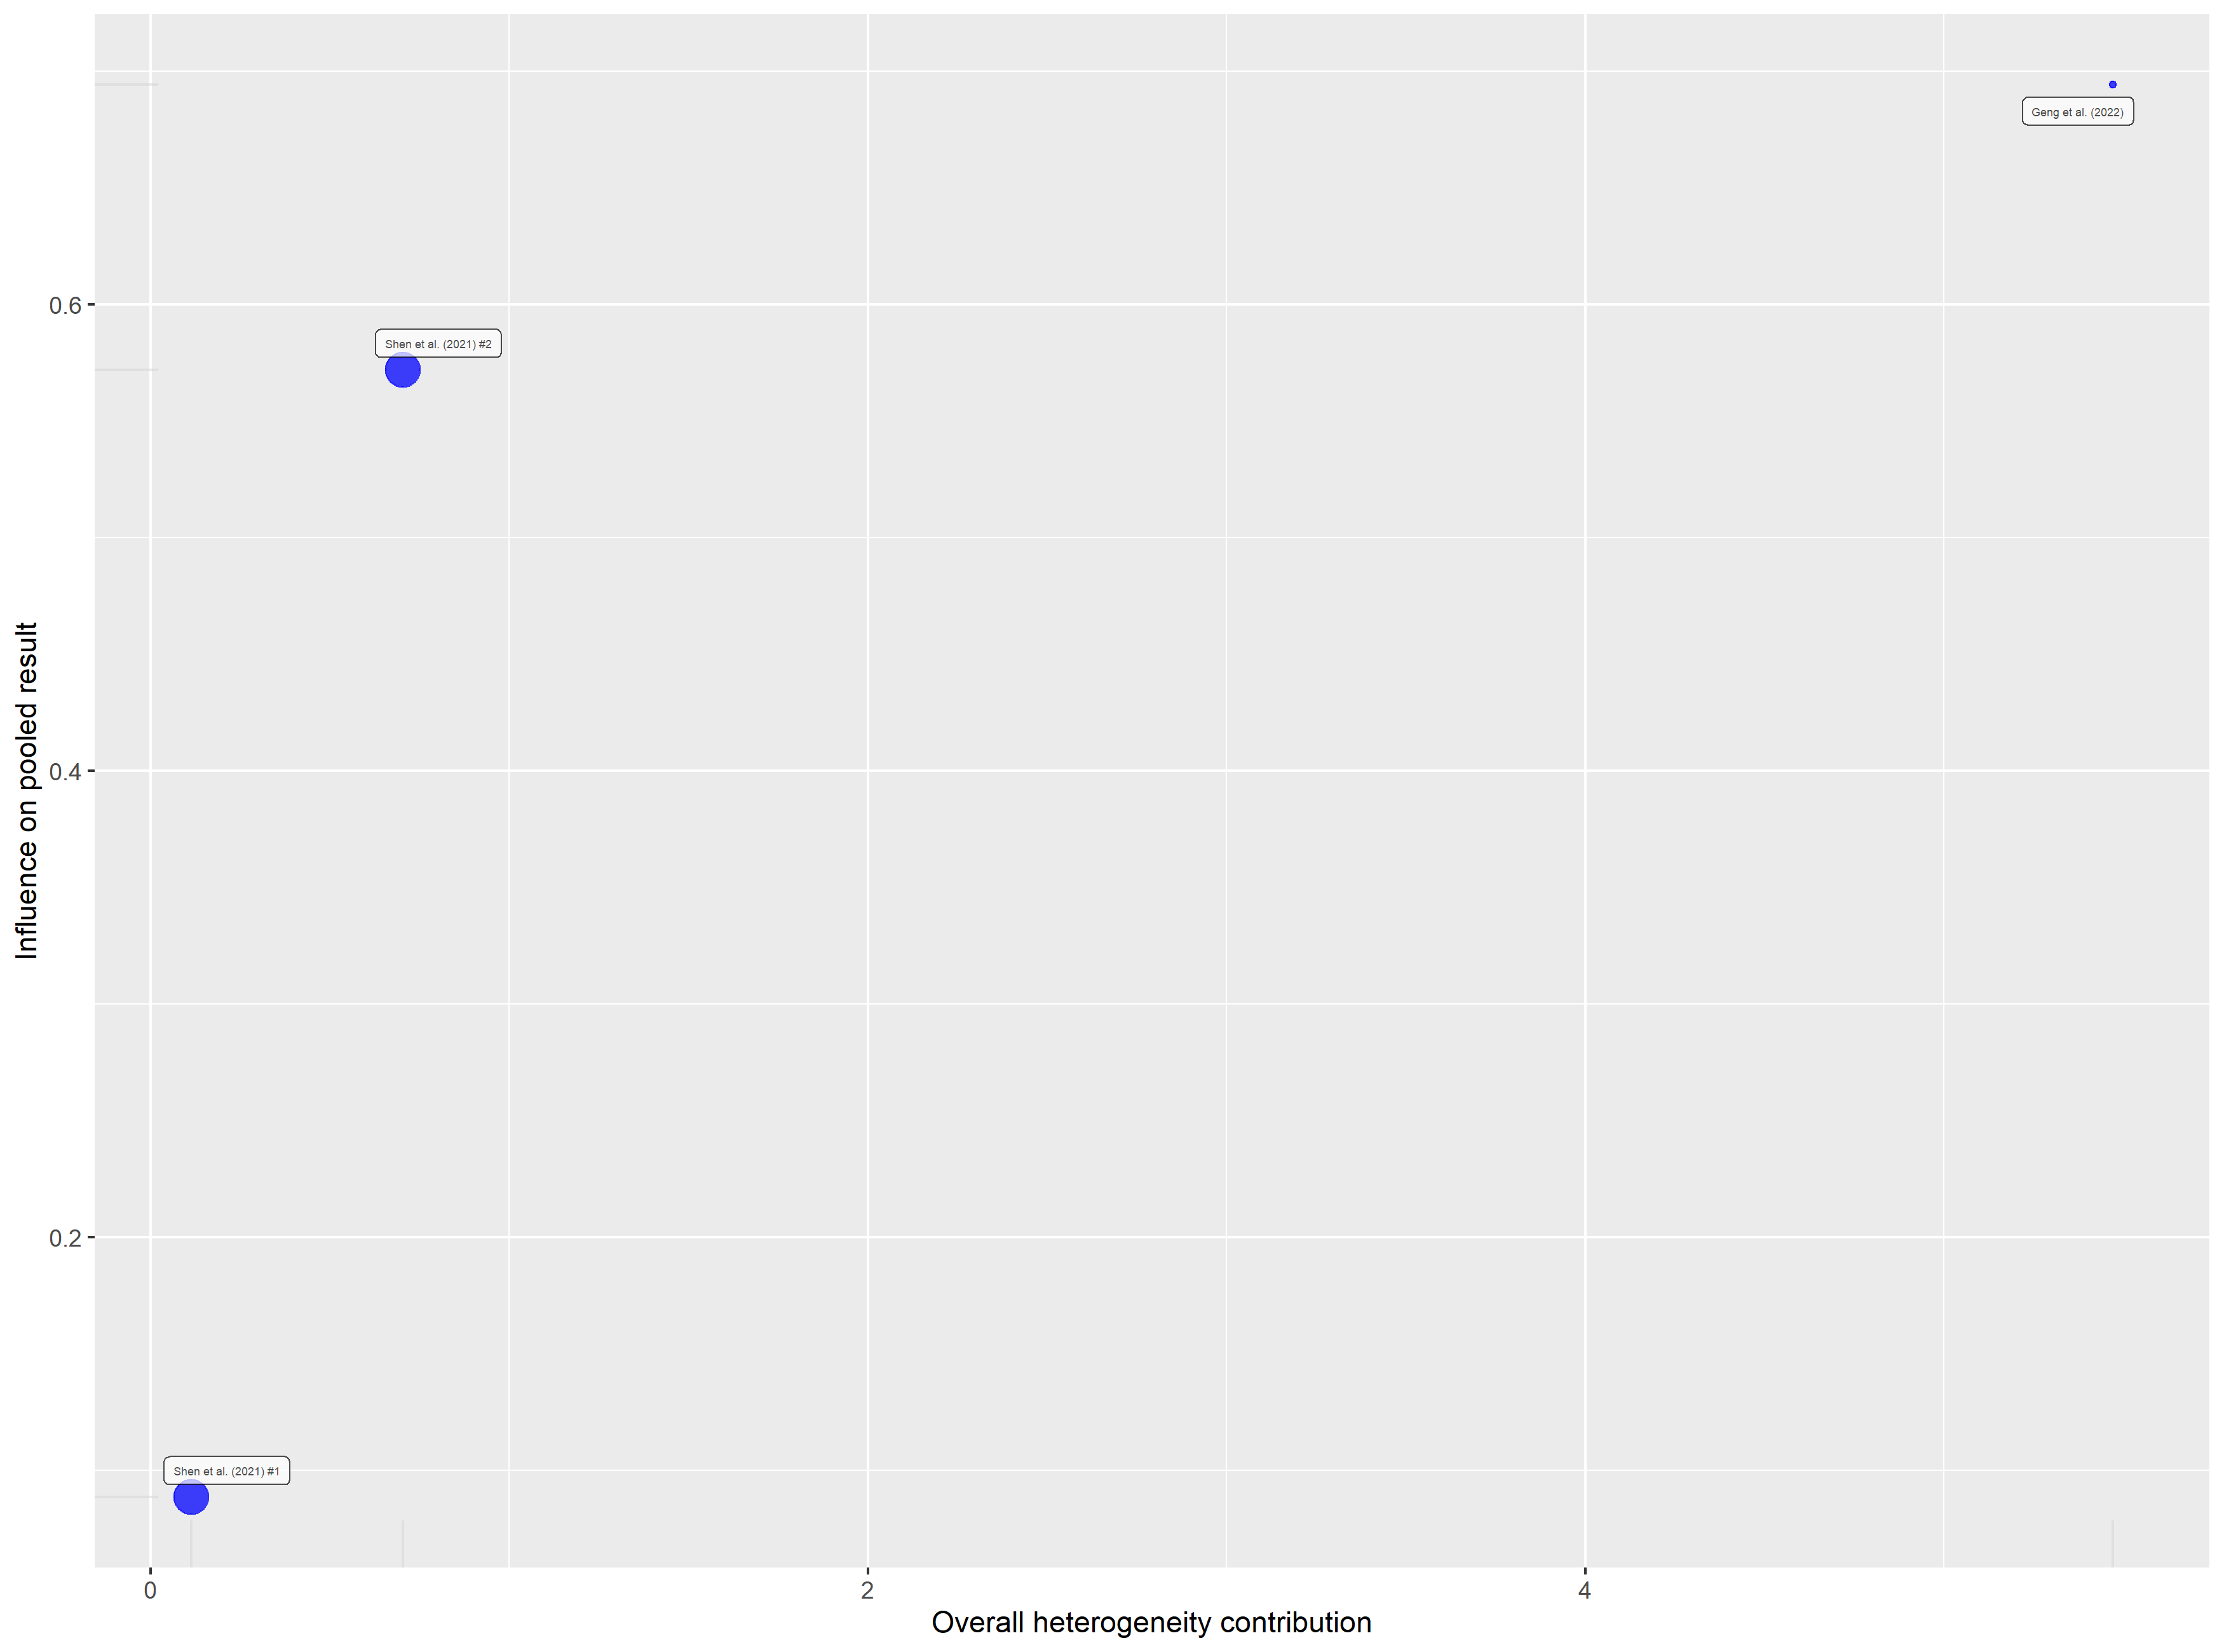 Geng et al. (2022)
0.6
Shen et al. (2021) #2
Influence on pooled result
0.4
0.2
Shen et al. (2021) #1
0
2
4
Overall heterogeneity contribution